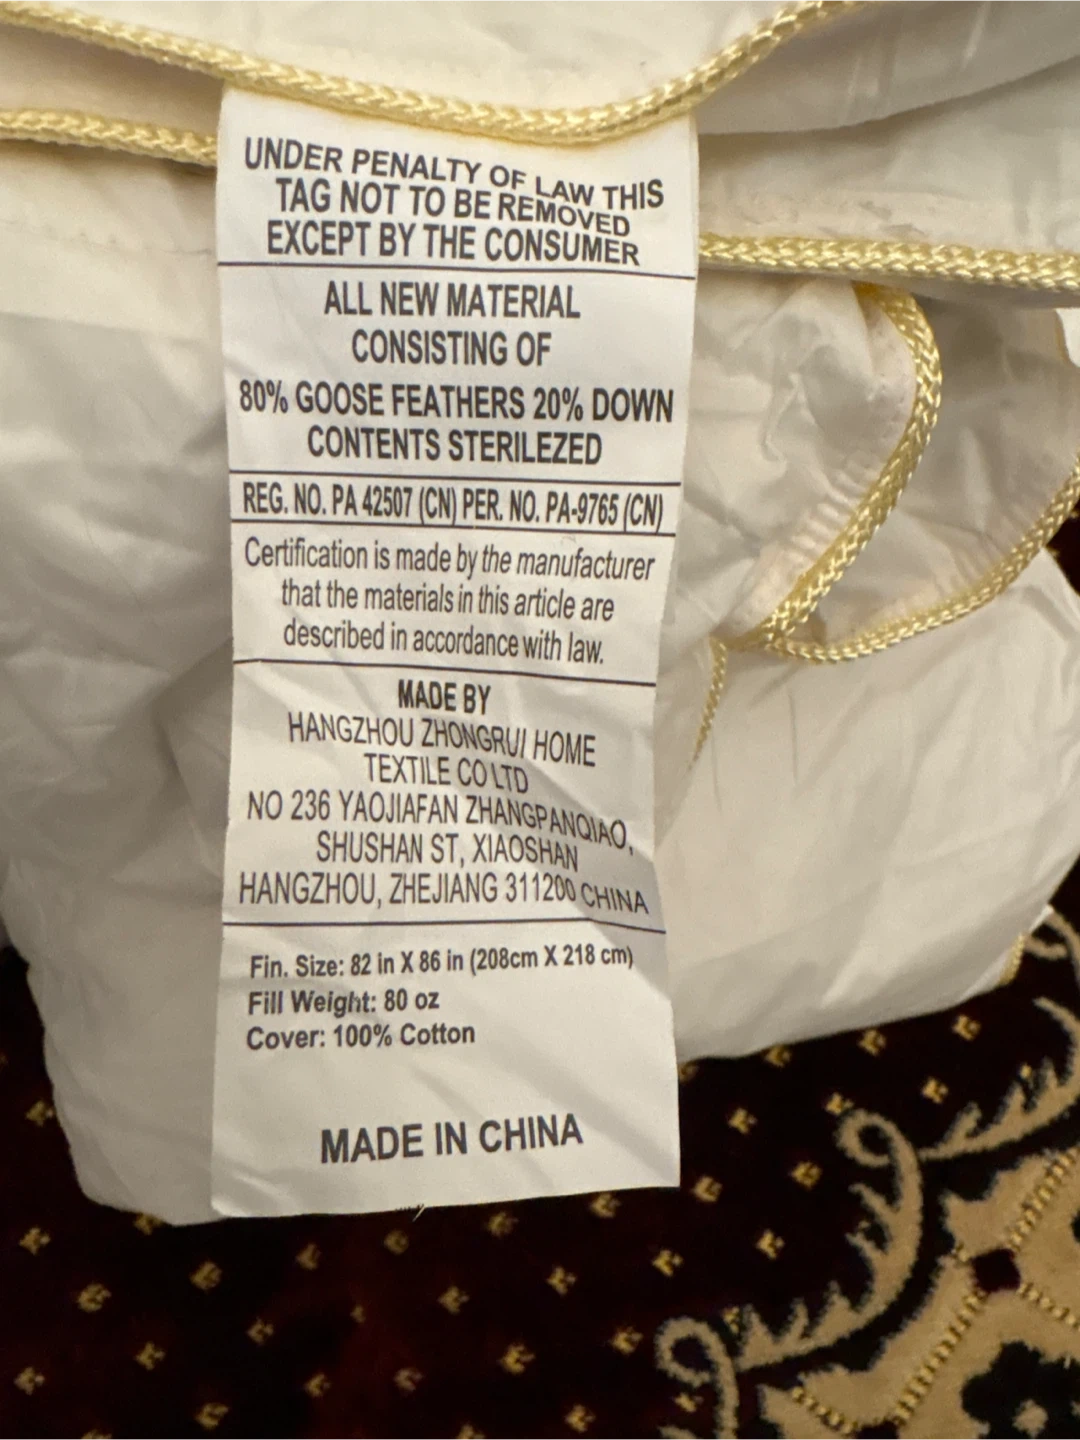 UNDER PENALTY OF LAW THIS
TAG NOT TO BE REMOVED
EXCEPT BY THE CONSUMER
ALL NEW MATERIAL
CONSISTING OF
80% GOOSE FEATHERS 20% DOWN
CONTENTS STERILEZED
REG. NO. PA 42507 (CN) PER. NO. PA-9765 (CN)
Certification is made by the manufacturer
that the materials in this article are
described in accordance with law.
MADE BY
HANGZHOU ZHONGRUI HOME
TEXTILE CO LTD
NO 236 YAOJIAFAN ZHANGPANQIAO,
SHUSHAN ST, XIAOSHAN
HANGZHOU, ZHEJIANG 311200 CHINA
Fin. Size: 82 in X 86 in (208cm X 218 cm)
Fill Weight: 80 oz
Cover: 100% Cotton
MADE IN CHINA